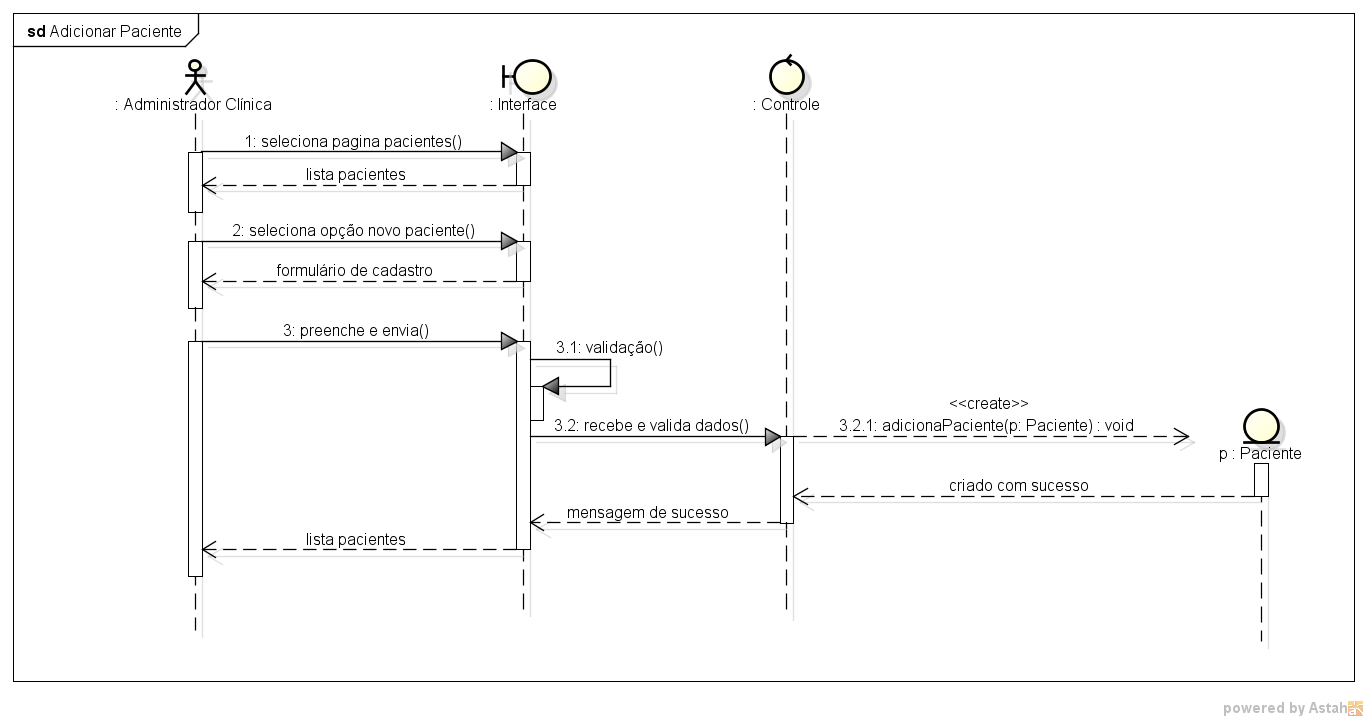 sd Adicionar Paciente
: Administrador Clínica
: Interface
: Controle
1: seleciona pagina pacientes()
lista pacientes
2: seleciona opção novo paciente()
formulário de cadastro
3: preenche e envia()
3.1: validação()
<<create>>
3.2: recebe e valida dados()
3.2.1: adicionaPaciente(p: Paciente) : void
p : Paciente
criado com sucesso
mensagem de sucesso
lista pacientes
powered by Astah